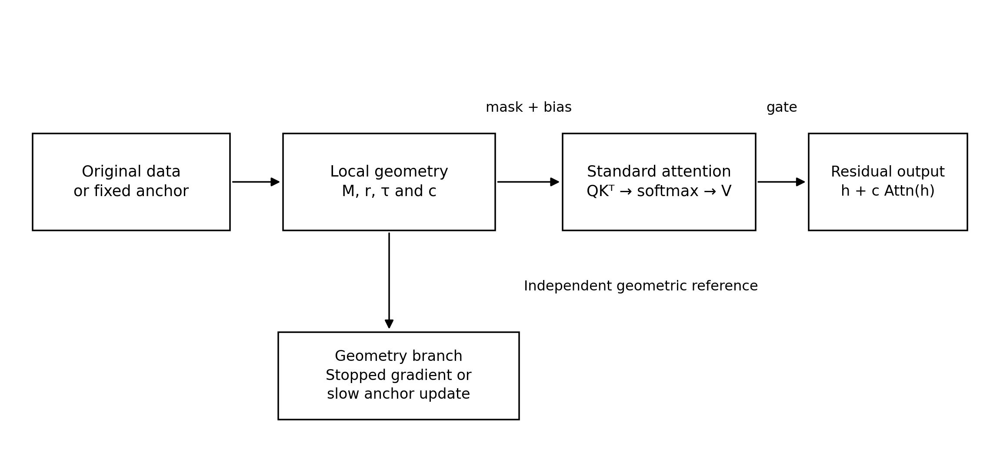 mask + bias
gate
Original data
or fixed anchor
Local geometry
M, r, τ and c
Standard attention
QKᵀ → softmax → V
Residual output
h + c Attn(h)
Independent geometric reference
Geometry branch
Stopped gradient or
slow anchor update